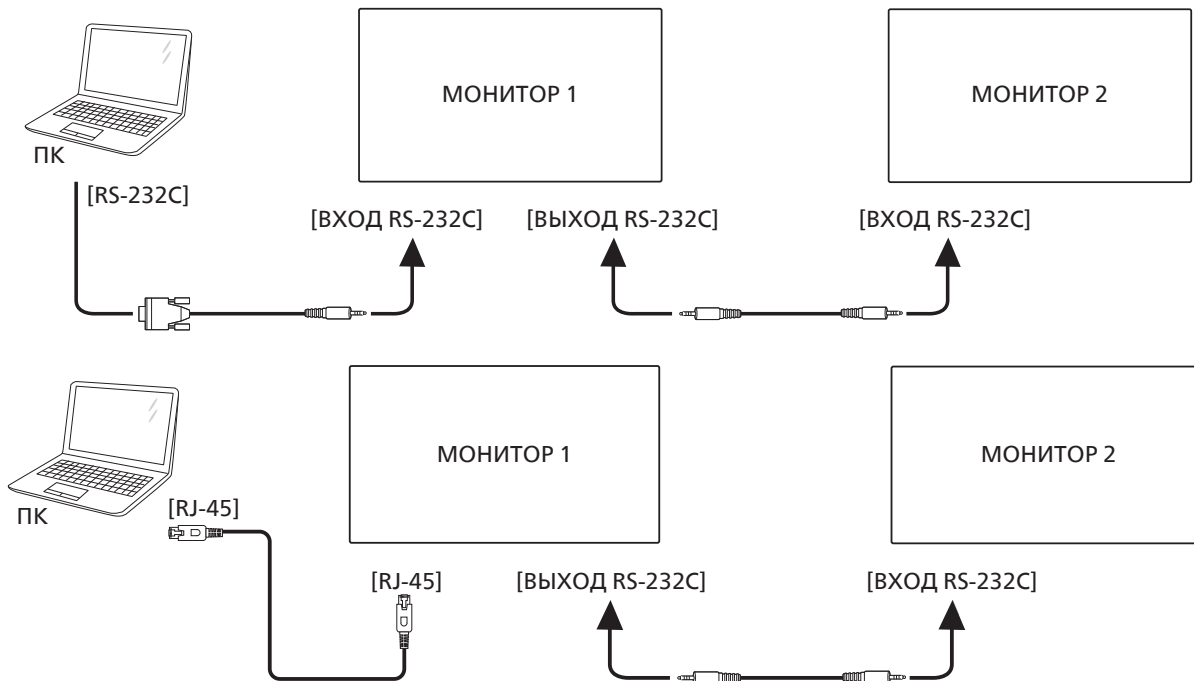 МОНИТОР 1
МОНИТОР 2
ПК
[RS-232C]
[ВХОД RS-232C]
[ВЫХОД RS-232C]
[ВХОД RS-232C]
МОНИТОР 1
МОНИТОР 2
ПК
[RJ-45]
[RJ-45]
[ВЫХОД RS-232C]
[ВХОД RS-232C]